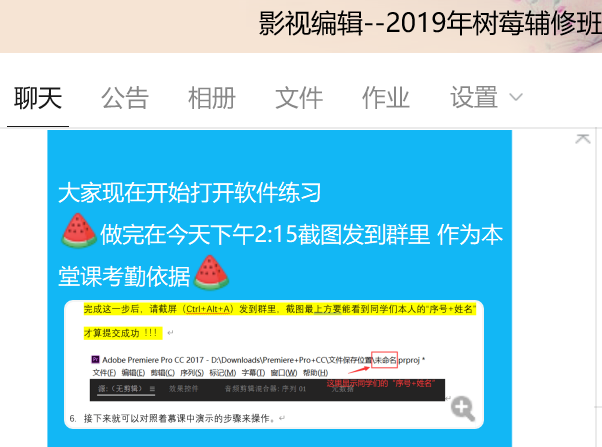 影视编辑--2019年树莓辅修班
聊天 公告 相册 文件 作业 设置
大家现在开始打开软件练习
做完在今天下午2:15截图发到群里 作为本
堂课考勤依据
完成这一步后，请截屏（Ctrl+Alt+A）发到群里，截图最上方要能看到同学们本人的“序号+姓名”
才算提交成功 ！！！
Adobe Premiere Pro CC 2017 - D:\Downloads\Premiere+Pro+CC\文件保存位置\未命名.prproj *
文件(F) 编辑(E) 剪辑(C) 序列(S) 标记(M) 字幕(T) 窗口(W) 帮助(H)
这里显示同学们的“序号+姓名”
源:（无剪辑） 效果控件 音频剪辑混合器: 序列 01 元数据
6. 接下来就可以对照着慕课中演示的步骤来操作。